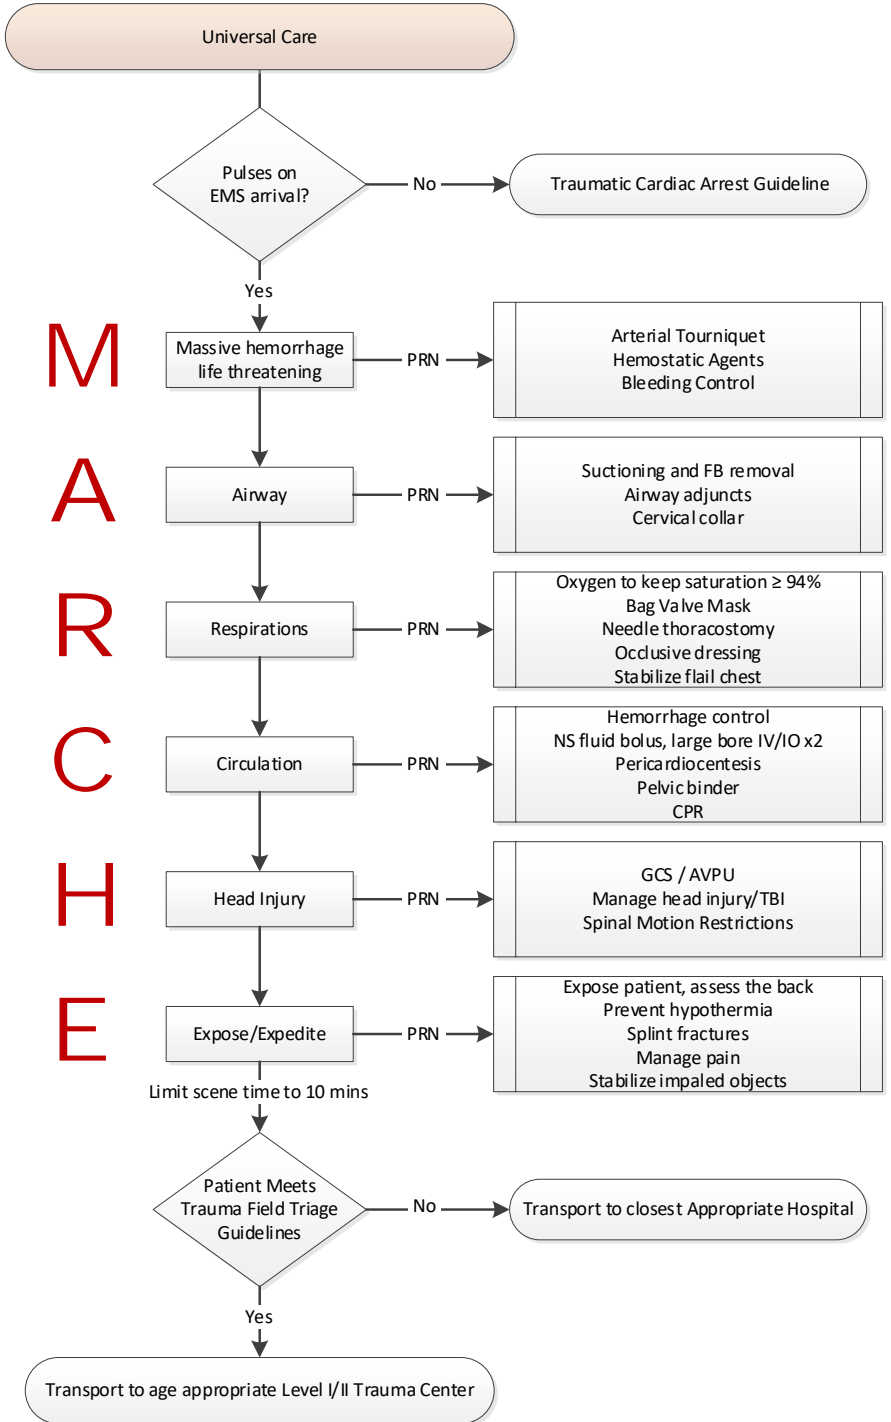 Universal Care
Pulses on
EMS arrival?
No
Traumatic Cardiac Arrest Guideline
Yes
M
Massive hemorrhage
life threatening
PRN
Arterial Tourniquet
Hemostatic Agents
Bleeding Control
A
Airway
PRN
Suctioning and FB removal
Airway adjuncts
Cervical collar
R
Respirations
PRN
Oxygen to keep saturation ≥ 94%
Bag Valve Mask
Needle thoracostomy
Occlusive dressing
Stabilize flail chest
C
Circulation
PRN
Hemorrhage control
NS fluid bolus, large bore IV/IO x2
Pericardiocentesis
Pelvic binder
CPR
H
Head Injury
PRN
GCS / AVPU
Manage head injury/TBI
Spinal Motion Restrictions
E
Expose/Expedite
PRN
Expose patient, assess the back
Prevent hypothermia
Splint fractures
Manage pain
Stabilize impaled objects
Limit scene time to 10 mins
Patient Meets
Trauma Field Triage
Guidelines
No
Transport to closest Appropriate Hospital
Yes
Transport to age appropriate Level I/II Trauma Center